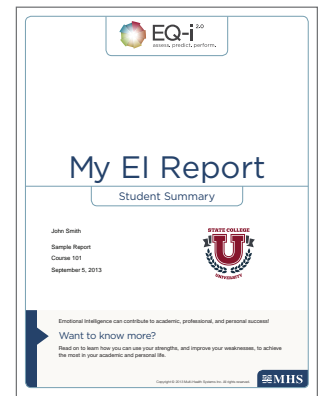 EQ-i 2.0
assess. predict. perform.
My EI Report
Student Summary
John Smith
Sample Report
Course 101
September 5, 2013
STATE COLLEGE
U
UNIVERSITY
Emotional Intelligence can contribute to academic, professional, and personal success!
Want to know more?
Read on to learn how you can use your strengths, and improve your weaknesses, to achieve
the most in your academic and personal life.
Copyright © 2013 Multi-Health Systems Inc. All rights reserved.
MHS